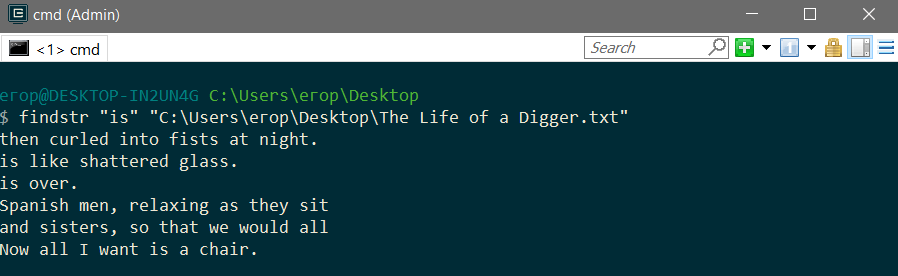 cmd (Admin)
<1> cmd
Search
erop@DESKTOP-IN2UN4G C:\Users\erop\Desktop
$ findstr "is" "C:\Users\erop\Desktop\The Life of a Digger.txt"
then curled into fists at night.
is like shattered glass.
is over.
Spanish men, relaxing as they sit
and sisters, so that we would all
Now all I want is a chair.